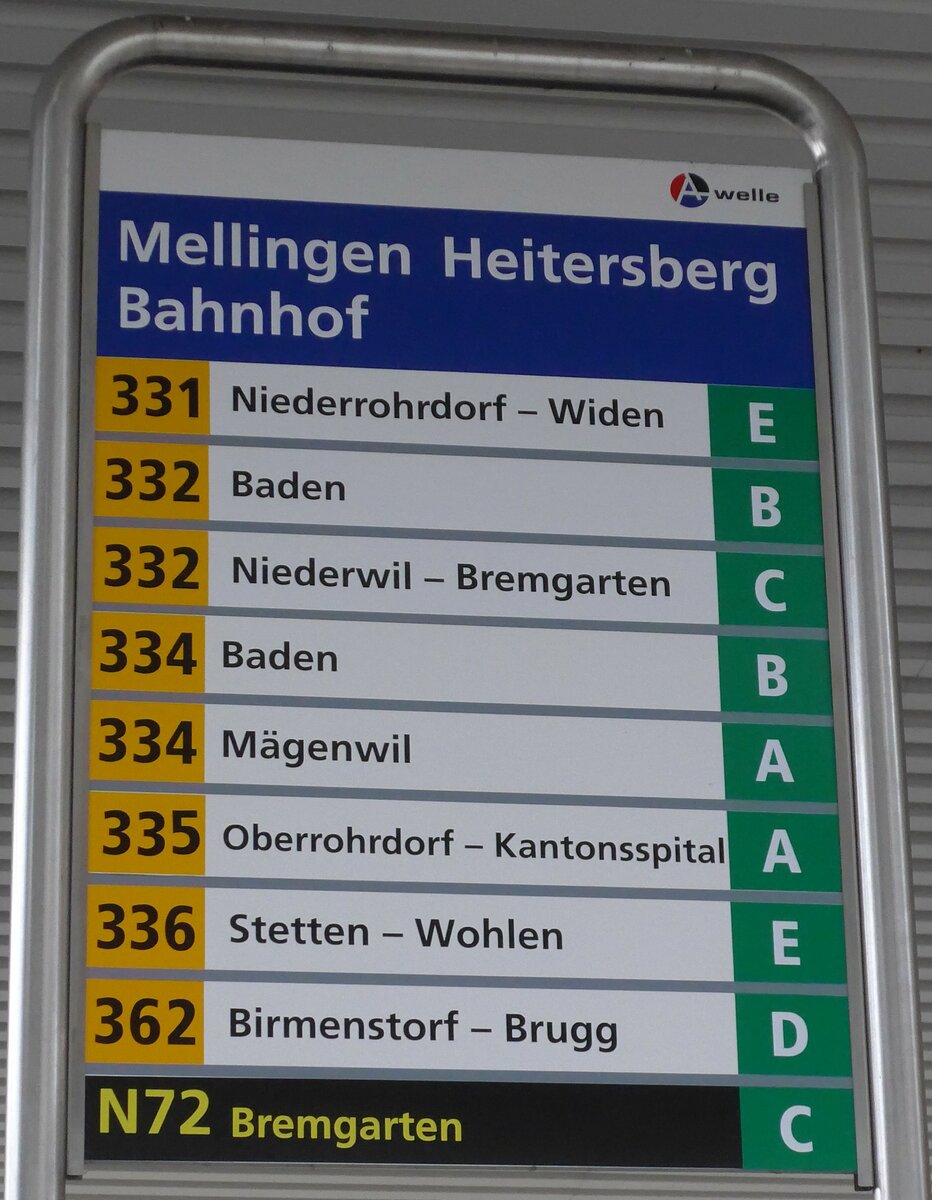 A welle
Mellingen Heitersberg
Bahnhof
331 Niederrohrdorf – Widen E
332 Baden B
332 Niederwil – Bremgarten C
334 Baden B
334 Mägenwil A
335 Oberrohrdorf – Kantonsspital A
336 Stetten – Wohlen E
362 Birmenstorf – Brugg D
N72 Bremgarten C